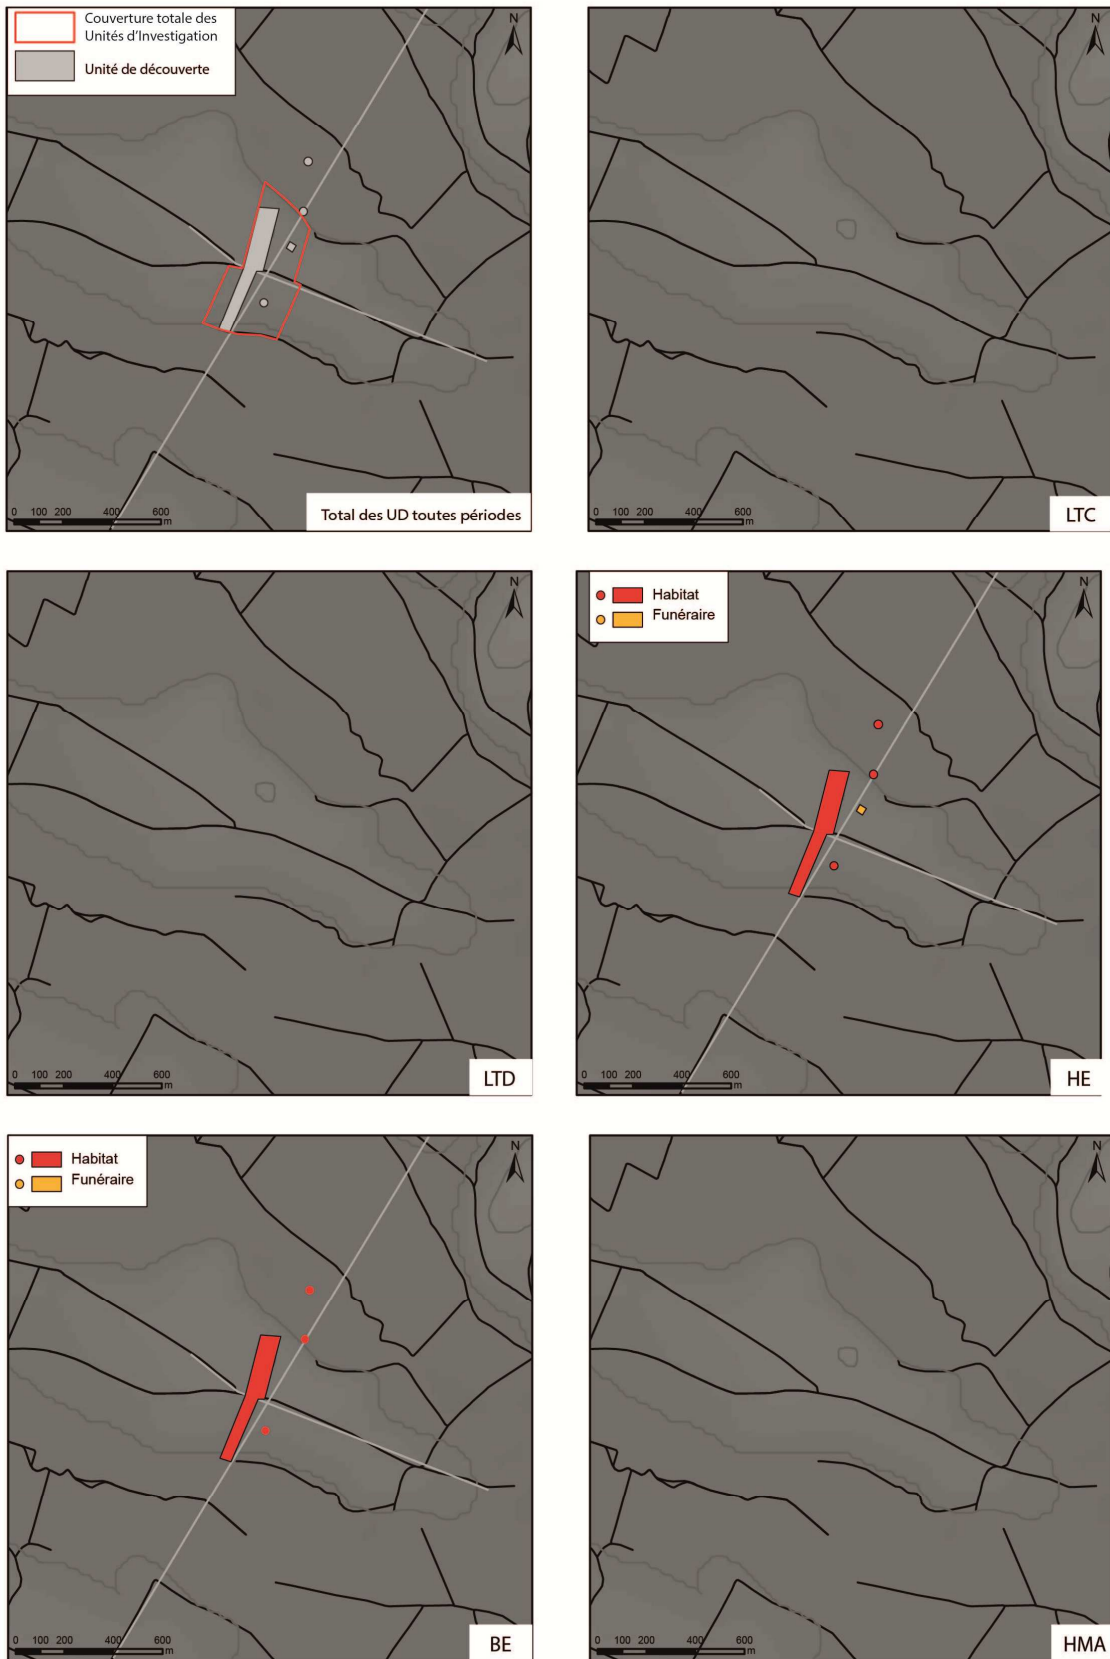 Couverture totale des
Unités d'Investigation
Unité de découverte
N
0 100 200 400 600
m
Total des UD toutes périodes
N
0 100 200 400 600
m
LTC
N
0 100 200 400 600
m
LTD
Habitat
Funéraire
N
0 100 200 400 600
m
HE
Habitat
Funéraire
N
0 100 200 400 600
m
BE
N
0 100 200 400 600
m
HMA